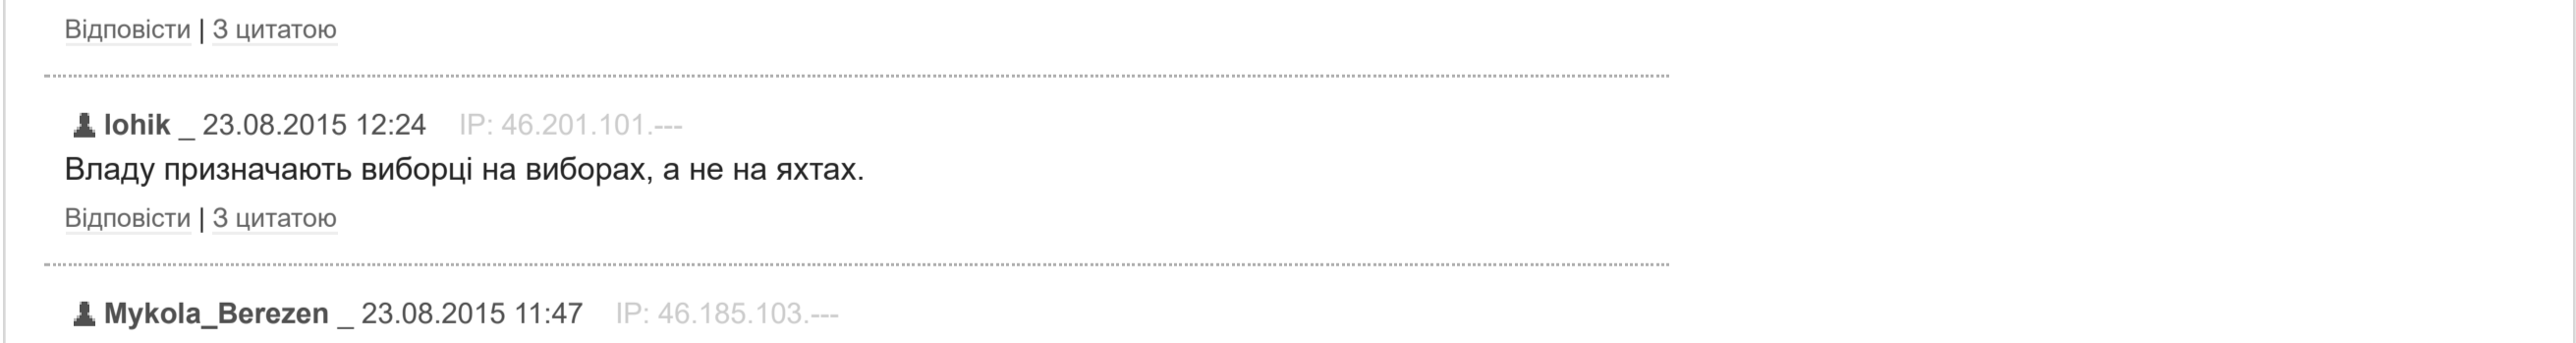 Відповісти | З цитатою
lohik _ 23.08.2015 12:24 IP: 46.201.101.---
Владу призначають виборці на виборах, а не на яхтах.
Відповісти | З цитатою
Mykola_Berezen _ 23.08.2015 11:47 IP: 46.185.103.---